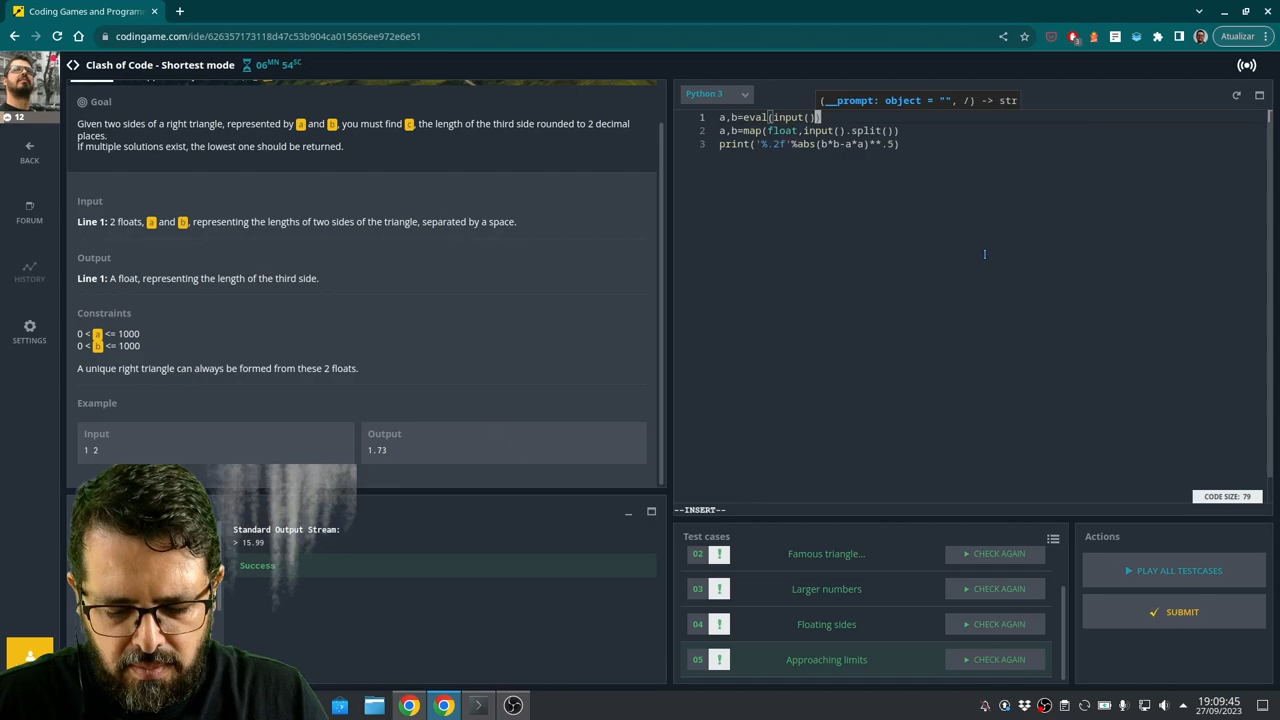 Coding Games and Programm
codingame.com/ide/626357173118d47c53b904ca015656ee972e6e51
3
Atualizar
Clash of Code - Shortest mode 06MN 54SC
12
BACK
FORUM
HISTORY
SETTINGS
Goal
Given two sides of a right triangle, represented by a and b, you must find c, the length of the third side rounded to 2 decimal
places.
If multiple solutions exist, the lowest one should be returned.
Input
Line 1: 2 floats, a and b, representing the lengths of two sides of the triangle, separated by a space.
Output
Line 1: A float, representing the length of the third side.
Constraints
0 < a <= 1000
0 < b <= 1000
A unique right triangle can always be formed from these 2 floats.
Example
Input
1 2
Output
1.73
Standard Output Stream:
> 15.99
Success
Python 3
(__prompt: object = "", /) -> str
1 a,b=eval(input())
2 a,b=map(float,input().split())
3 print('%.2f'%abs(b*b-a*a)**.5)
CODE SIZE: 79
--INSERT--
Test cases
02 ! Famous triangle... CHECK AGAIN
03 ! Larger numbers CHECK AGAIN
04 ! Floating sides CHECK AGAIN
05 ! Approaching limits CHECK AGAIN
Actions
PLAY ALL TESTCASES
SUBMIT
19:09:45
27/09/2023